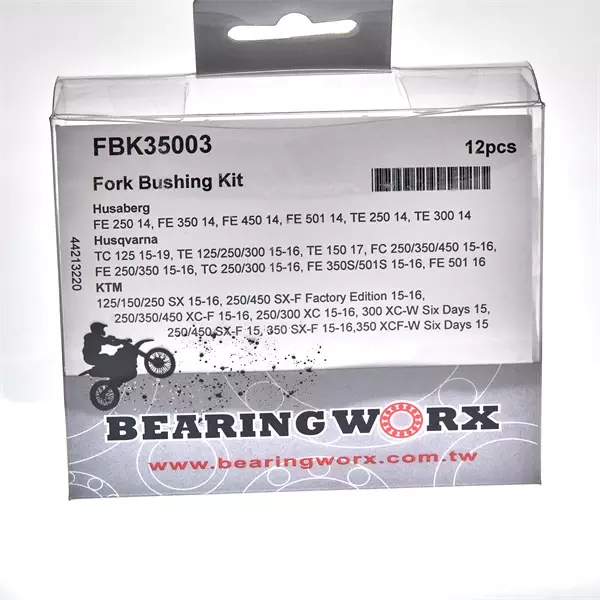 FBK35003
12pcs
Fork Bushing Kit
Husaberg
FE 250 14, FE 350 14, FE 450 14, FE 501 14, TE 250 14, TE 300 14
Husqvarna
TC 125 15-19, TE 125/250/300 15-16, TE 150 17, FC 250/350/450 15-16,
FE 250/350 15-16, TC 250/300 15-16, FE 350S/501S 15-16, FE 501 16
KTM
125/150/250 SX 15-16, 250/450 SX-F Factory Edition 15-16,
250/350/450 XC-F 15-16, 250/300 XC 15-16, 300 XC-W Six Days 15,
250/450 SX-F 15, 350 SX-F 15-16,350 XCF-W Six Days 15
44213220
BEARINGWORX
www.bearingworx.com.tw